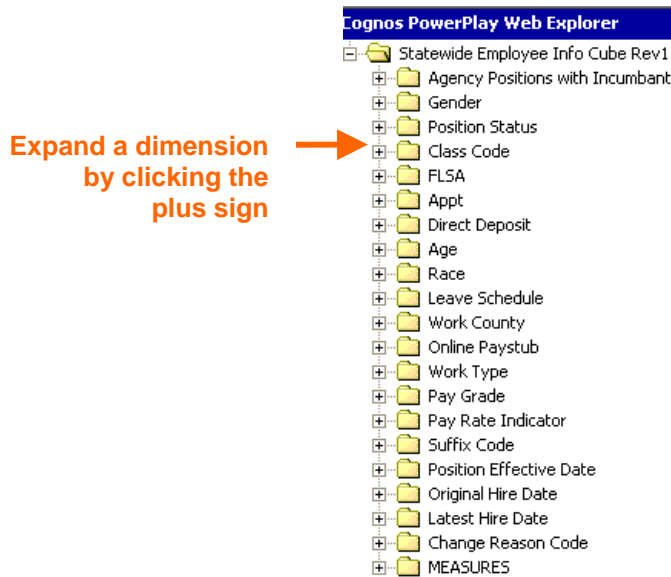 Cognos PowerPlay Web Explorer
Statewide Employee Info Cube Rev1
Agency Positions with Incumbant
Gender
Position Status
Expand a dimension
by clicking the
plus sign
Class Code
FLSA
Appt
Direct Deposit
Age
Race
Leave Schedule
Work County
Online Paystub
Work Type
Pay Grade
Pay Rate Indicator
Suffix Code
Position Effective Date
Original Hire Date
Latest Hire Date
Change Reason Code
MEASURES